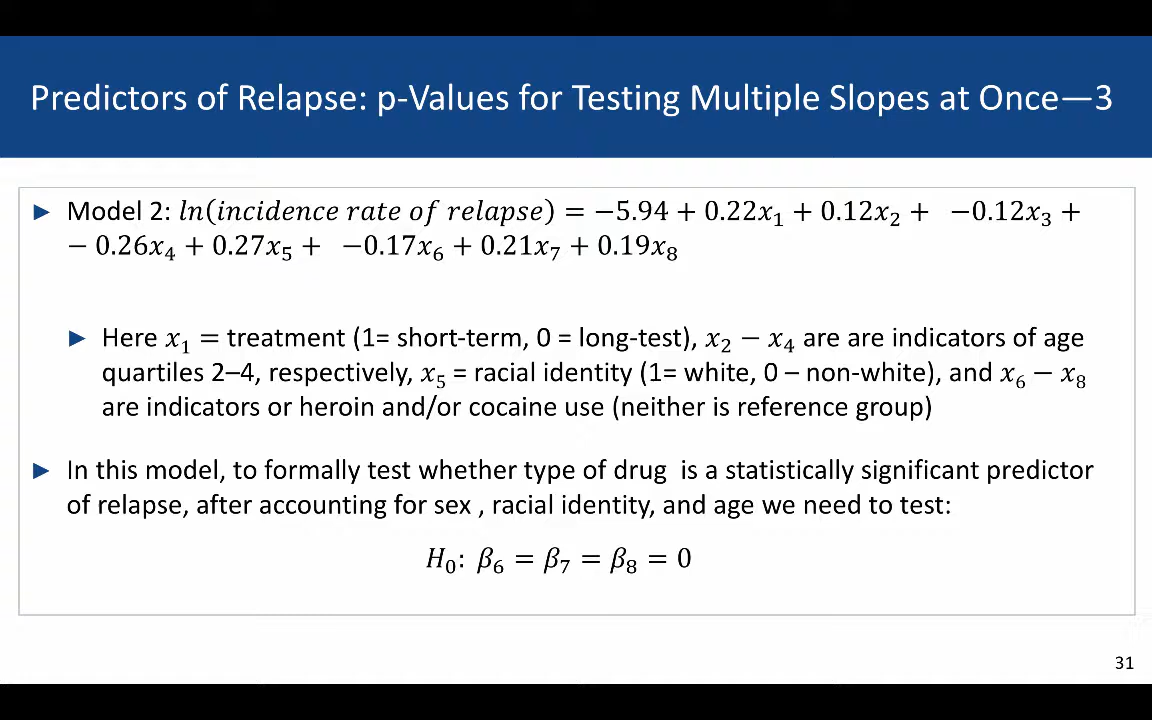 Predictors of Relapse: p-Values for Testing Multiple Slopes at Once—3
► Model 2: ln(incidence rate of relapse) = −5.94 + 0.22x₁ + 0.12x₂ + −0.12x₃ +
− 0.26x₄ + 0.27x₅ + −0.17x₆ + 0.21x₇ + 0.19x₈
► Here x₁ = treatment (1= short-term, 0 = long-test), x₂ − x₄ are are indicators of age
quartiles 2–4, respectively, x₅ = racial identity (1= white, 0 – non-white), and x₆ − x₈
are indicators or heroin and/or cocaine use (neither is reference group)
► In this model, to formally test whether type of drug is a statistically significant predictor
of relapse, after accounting for sex , racial identity, and age we need to test:
H₀: β₆ = β₇ = β₈ = 0
31